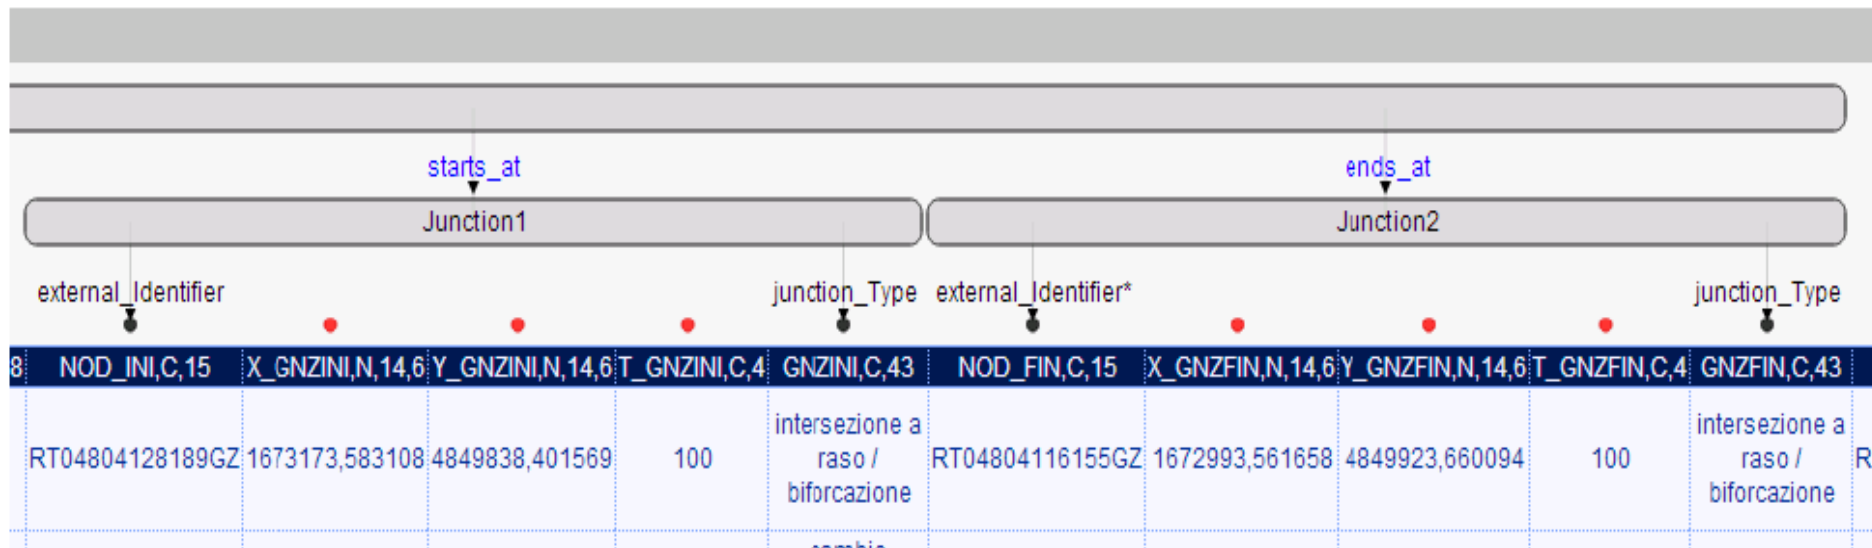 starts_at ends_at
Junction1 Junction2
external_Identifier junction_Type external_Identifier* junction_Type
8 NOD_INI,C,15 X_GNZINI,N,14,6 Y_GNZINI,N,14,6 T_GNZINI,C,4 GNZINI,C,43 NOD_FIN,C,15 X_GNZFIN,N,14,6 Y_GNZFIN,N,14,6 T_GNZFIN,C,4 GNZFIN,C,43
intersezione a intersezione a
RT04804128189GZ 1673173,583108 4849838,401569 100 raso / RT04804116155GZ 1672993,561658 4849923,660094 100 raso / R
biforcazione biforcazione